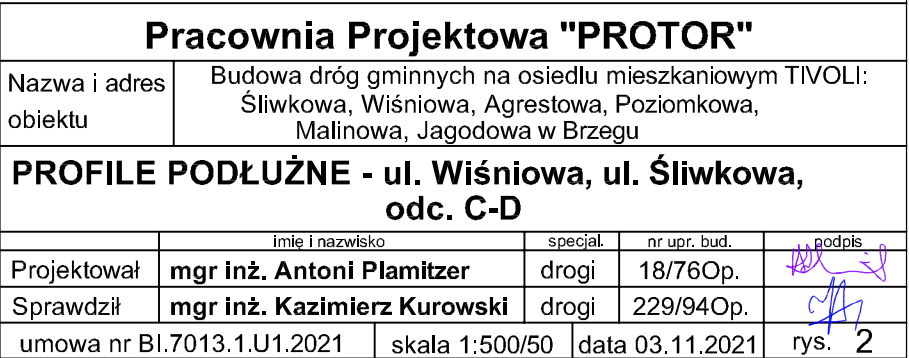 Pracownia Projektowa "PROTOR"
Nazwa i adres obiektu
Budowa dróg gminnych na osiedlu mieszkaniowym TIVOLI:
Śliwkowa, Wiśniowa, Agrestowa, Poziomkowa,
Malinowa, Jagodowa w Brzegu
PROFILE PODŁUŻNE - ul. Wiśniowa, ul. Śliwkowa,
odc. C-D
imię i nazwisko specjal. nr upr. bud. podpis
Projektował mgr inż. Antoni Plamitzer drogi 18/76Op.
Sprawdził mgr inż. Kazimierz Kurowski drogi 229/94Op.
umowa nr BI.7013.1.U1.2021 skala 1:500/50 data 03.11.2021 rys. 2